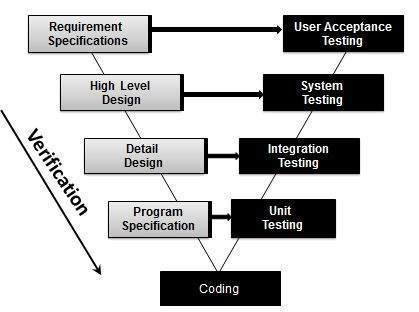 Requirement
Specifications
User Acceptance
Testing
High Level
Design
System
Testing
Detail
Design
Integration
Testing
Program
Specification
Unit
Testing
Coding
Verification